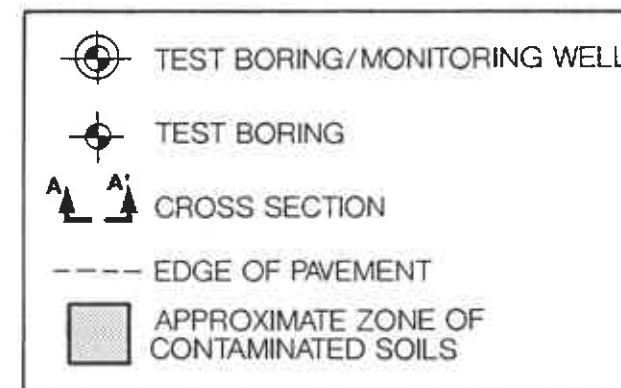 TEST BORING/MONITORING WELL
TEST BORING
A A' CROSS SECTION
EDGE OF PAVEMENT
APPROXIMATE ZONE OF
CONTAMINATED SOILS